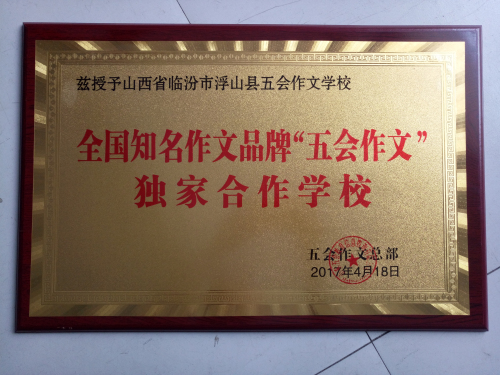 兹授予山西省临汾市浮山县五会作文学校
全国知名作文品牌“五会作文”
独家合作学校
五会作文总部
2017年4月18日